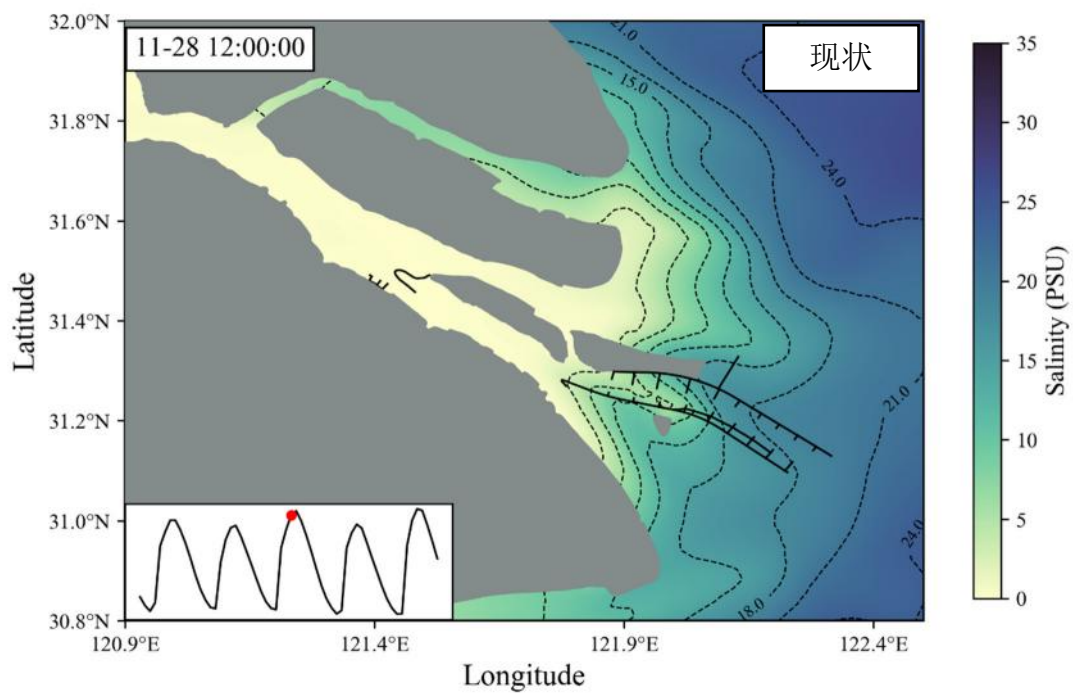 32.0°N
31.8°N
31.6°N
31.4°N
31.2°N
31.0°N
30.8°N
Latitude
11-28 12:00:00
现状
21.0
15.0
24.0
21.0
24.0
18.0
120.9°E
121.4°E
121.9°E
122.4°E
Longitude
35
30
25
20
15
10
5
0
Salinity (PSU)